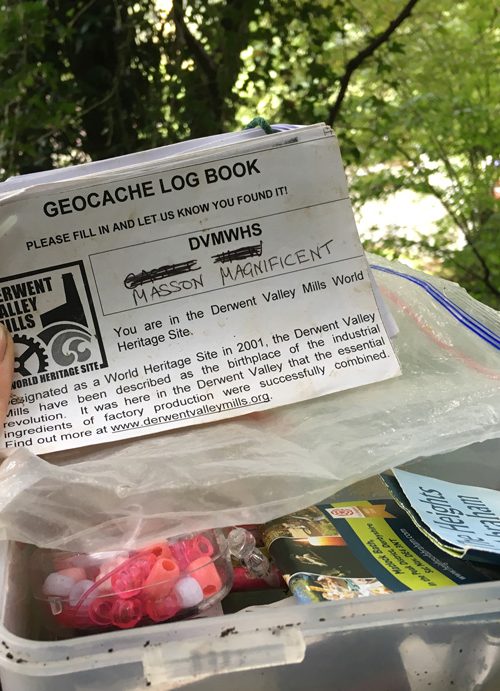 GEOCACHE LOG BOOK
PLEASE FILL IN AND LET US KNOW YOU FOUND IT!
DVMWHS
MASSON MAGNIFICENT
DERWENT
VALLEY
MILLS
WORLD HERITAGE SITE
You are in the Derwent Valley Mills World
Heritage Site.
Designated as a World Heritage Site in 2001, the Derwent Valley
Mills have been described as the birthplace of the industrial
revolution. It was here in the Derwent Valley that the essential
ingredients of factory production were successfully combined.
Find out more at www.derwentvalleymills.org.
Heights
Matlock Bath,